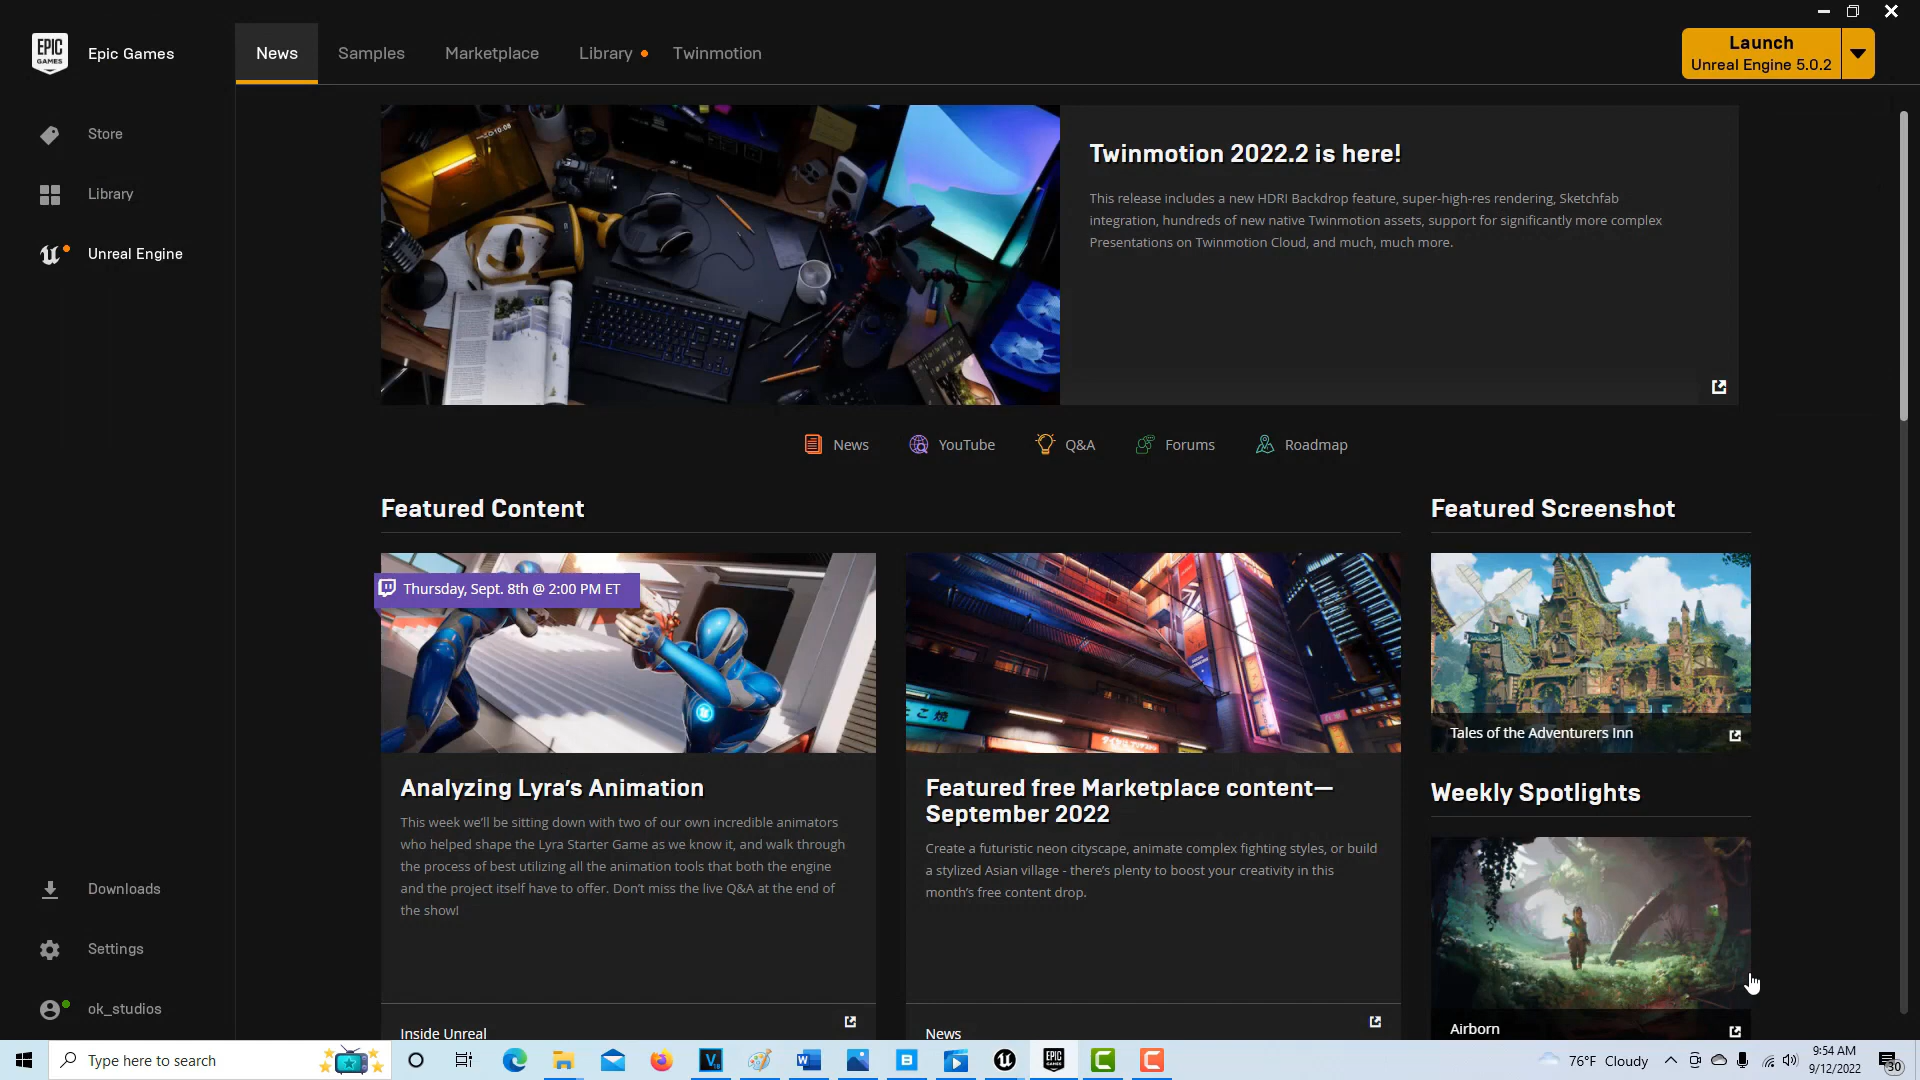 EPIC
GAMES
Epic Games
News
Samples
Marketplace
Library
Twinmotion
Launch
Unreal Engine 5.0.2
Store
Library
Unreal Engine
Twinmotion 2022.2 is here!
This release includes a new HDRI Backdrop feature, super-high-res rendering, Sketchfab
integration, hundreds of new native Twinmotion assets, support for significantly more complex
Presentations on Twinmotion Cloud, and much, much more.
News
YouTube
Q&A
Forums
Roadmap
Featured Content
Featured Screenshot
Thursday, Sept. 8th @ 2:00 PM ET
Tales of the Adventurers Inn
Analyzing Lyra's Animation
This week we'll be sitting down with two of our own incredible animators
who helped shape the Lyra Starter Game as we know it, and walk through
the process of best utilizing all the animation tools that both the engine
and the project itself have to offer. Don't miss the live Q&A at the end of
the show!
Inside Unreal
Featured free Marketplace content—
September 2022
Create a futuristic neon cityscape, animate complex fighting styles, or build
a stylized Asian village - there's plenty to boost your creativity in this
month's free content drop.
News
Weekly Spotlights
Airborn
Downloads
Settings
ok_studios
Type here to search
76°F Cloudy
9:54 AM
9/12/2022
30